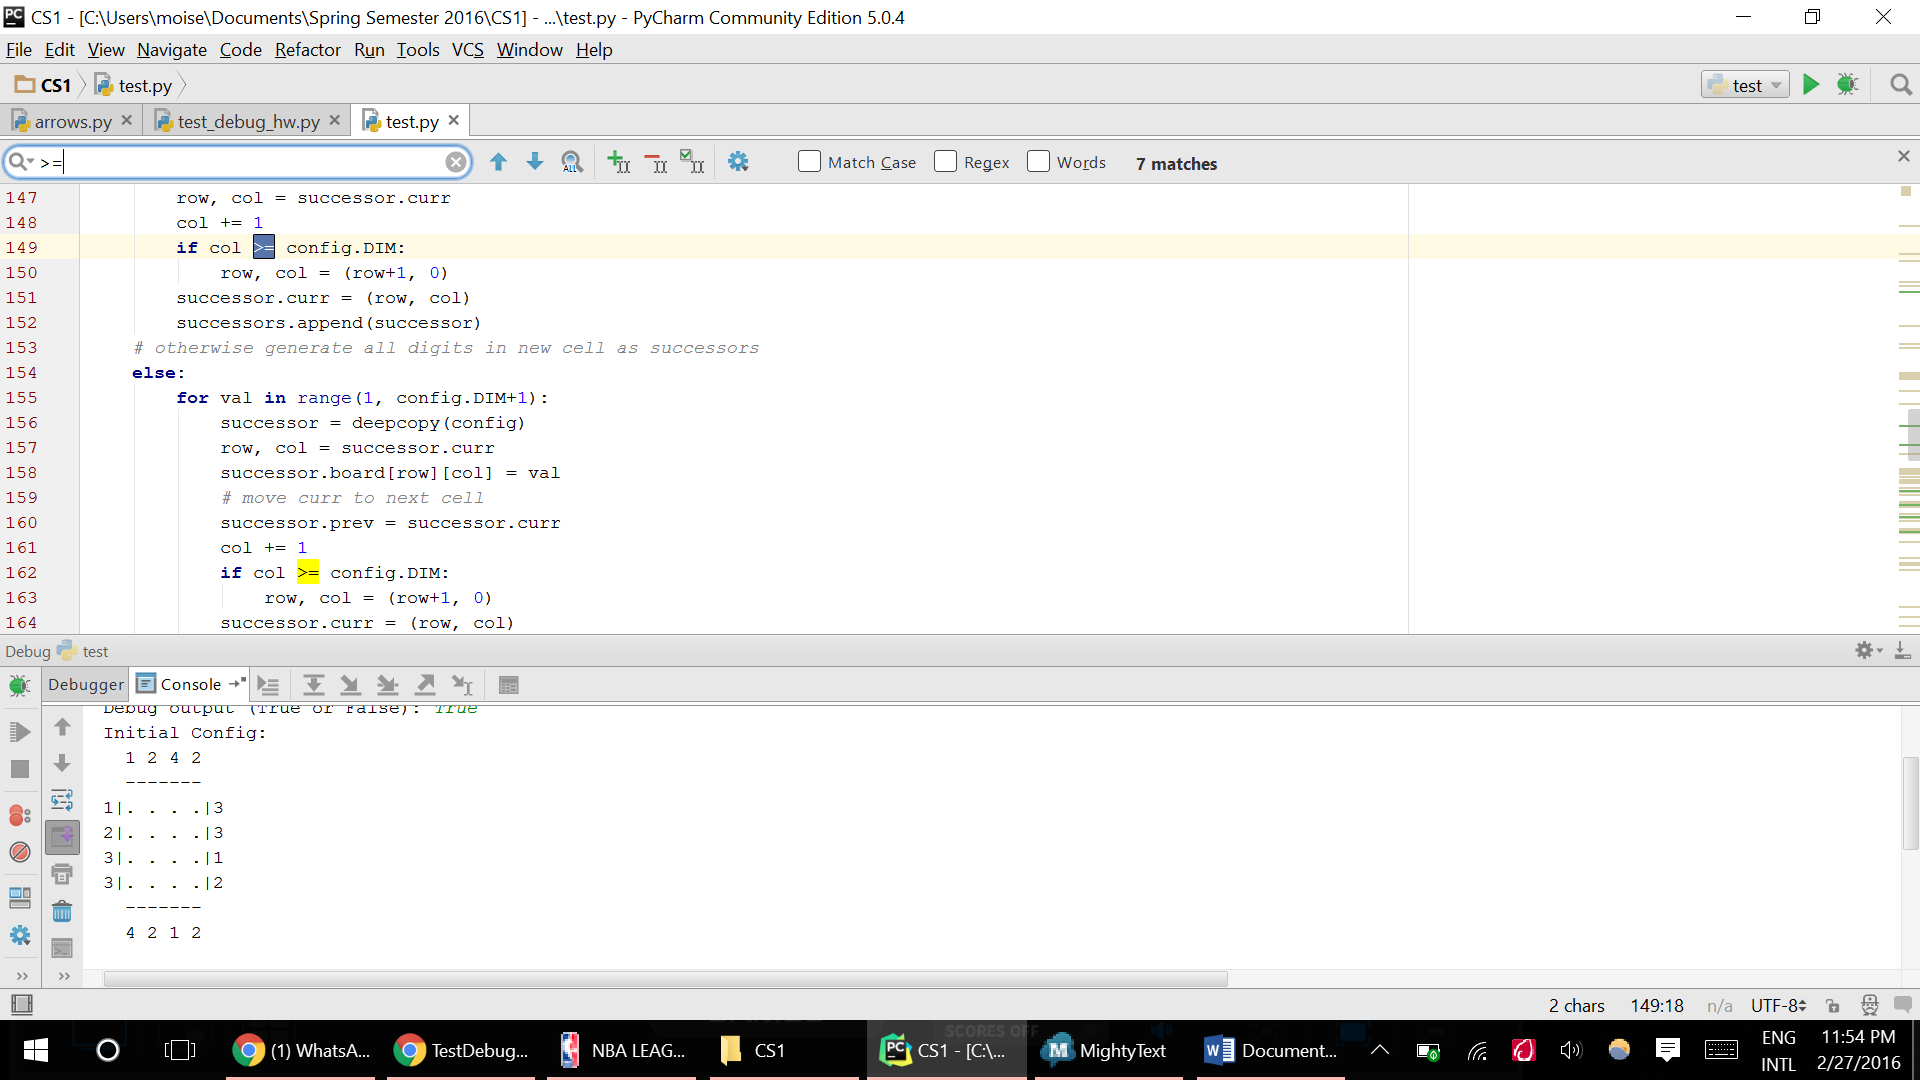 CS1 - [C:\Users\moise\Documents\Spring Semester 2016\CS1] - ...\test.py - PyCharm Community Edition 5.0.4
File Edit View Navigate Code Refactor Run Tools VCS Window Help
CS1 test.py test
arrows.py test_debug_hw.py test.py
>= ALL Match Case Regex Words 7 matches
147 row, col = successor.curr
148 col += 1
149 if col >= config.DIM:
150 row, col = (row+1, 0)
151 successor.curr = (row, col)
152 successors.append(successor)
153 # otherwise generate all digits in new cell as successors
154 else:
155 for val in range(1, config.DIM+1):
156 successor = deepcopy(config)
157 row, col = successor.curr
158 successor.board[row][col] = val
159 # move curr to next cell
160 successor.prev = successor.curr
161 col += 1
162 if col >= config.DIM:
163 row, col = (row+1, 0)
164 successor.curr = (row, col)
Debug test
Debugger Console
Debug output (True or False): True
Initial Config:
1 2 4 2
-------
1|. . . .|3
2|. . . .|3
3|. . . .|1
3|. . . .|2
-------
4 2 1 2
2 chars 149:18 n/a UTF-8
SCORES OFF
(1) WhatsA... TestDebug... NBA LEAG... CS1 CS1 - [C:\... MightyText Document... ENG 11:54 PM
INTL 2/27/2016